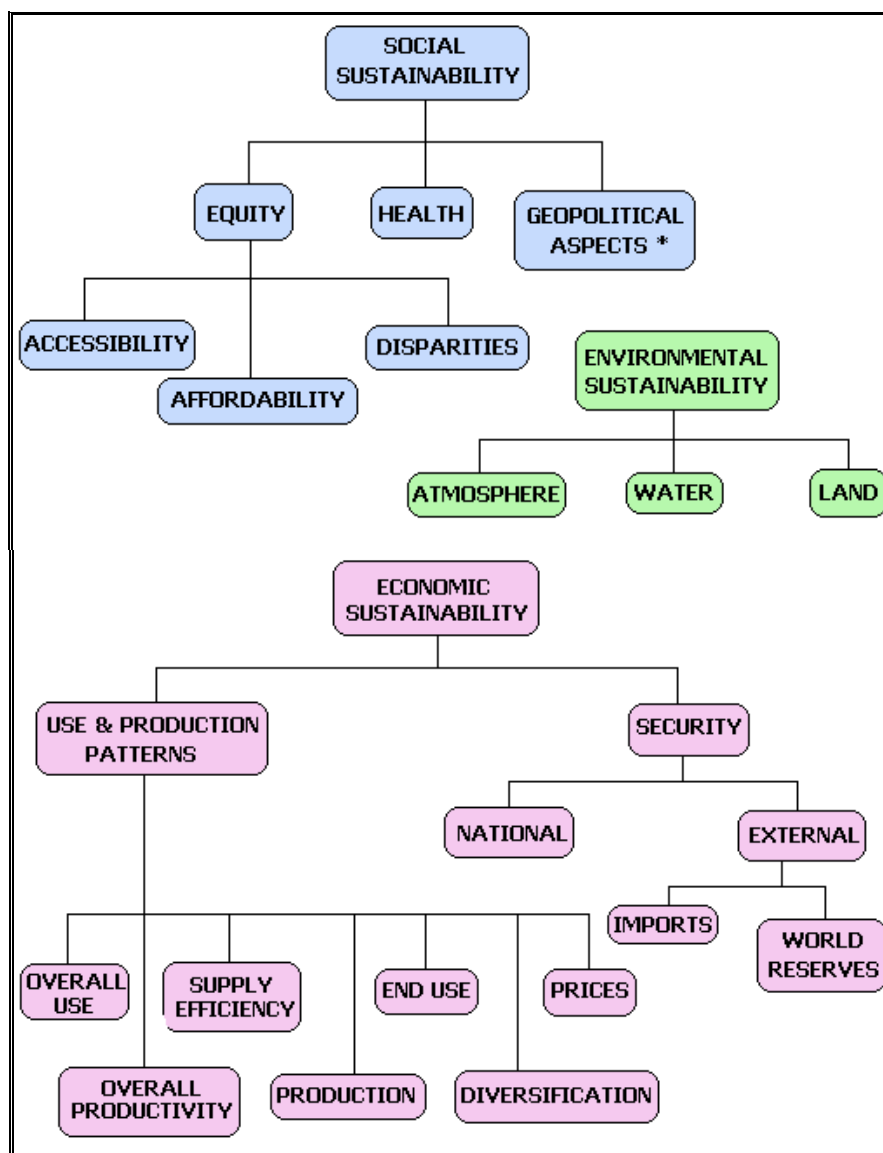 SOCIAL
SUSTAINABILITY
EQUITY
HEALTH
GEOPOLITICAL
ASPECTS *
ACCESSIBILITY
DISPARITIES
AFFORDABILITY
ENVIRONMENTAL
SUSTAINABILITY
ATMOSPHERE
WATER
LAND
ECONOMIC
SUSTAINABILITY
USE & PRODUCTION
PATTERNS
SECURITY
NATIONAL
EXTERNAL
IMPORTS
WORLD
RESERVES
OVERALL
USE
SUPPLY
EFFICIENCY
END USE
PRICES
OVERALL
PRODUCTIVITY
PRODUCTION
DIVERSIFICATION